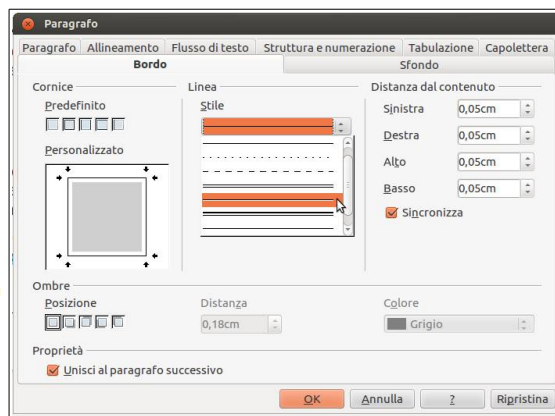 Paragrafo
Paragrafo Allineamento Flusso di testo Struttura e numerazione Tabulazione Capolettera
Bordo Sfondo
Cornice Linea Distanza dal contenuto
Predefinito Stile Sinistra 0,05cm
Destra 0,05cm
Personalizzato Alto 0,05cm
Basso 0,05cm
Sincronizza
Ombre
Posizione Distanza Colore
0,18cm Grigio
Proprietà
Unisci al paragrafo successivo
OK Annulla ? Ripristina